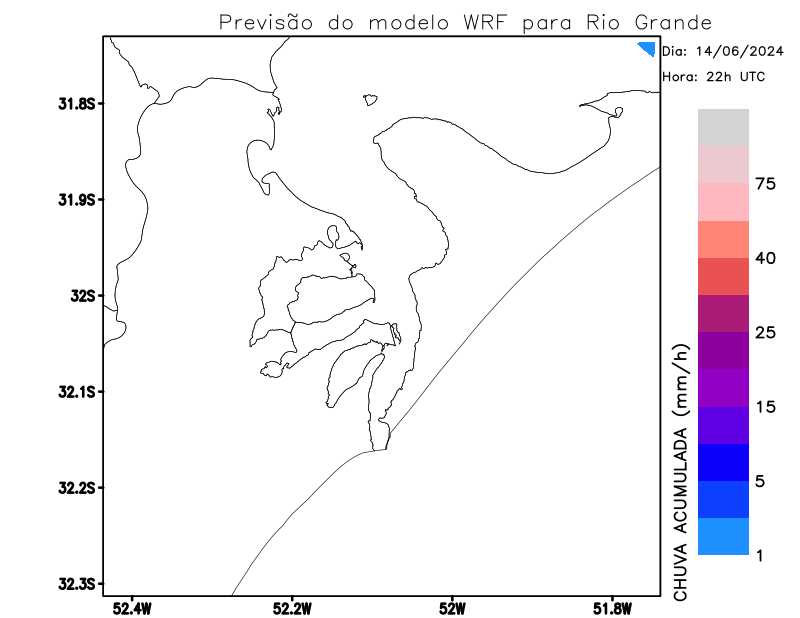 Previsão do modelo WRF para Rio Grande
Dia: 14/06/2024
Hora: 22h UTC
31.8S
31.9S
32S
32.1S
32.2S
32.3S
52.4W
52.2W
52W
51.8W
75
40
25
15
5
1
CHUVA ACUMULADA (mm/h)